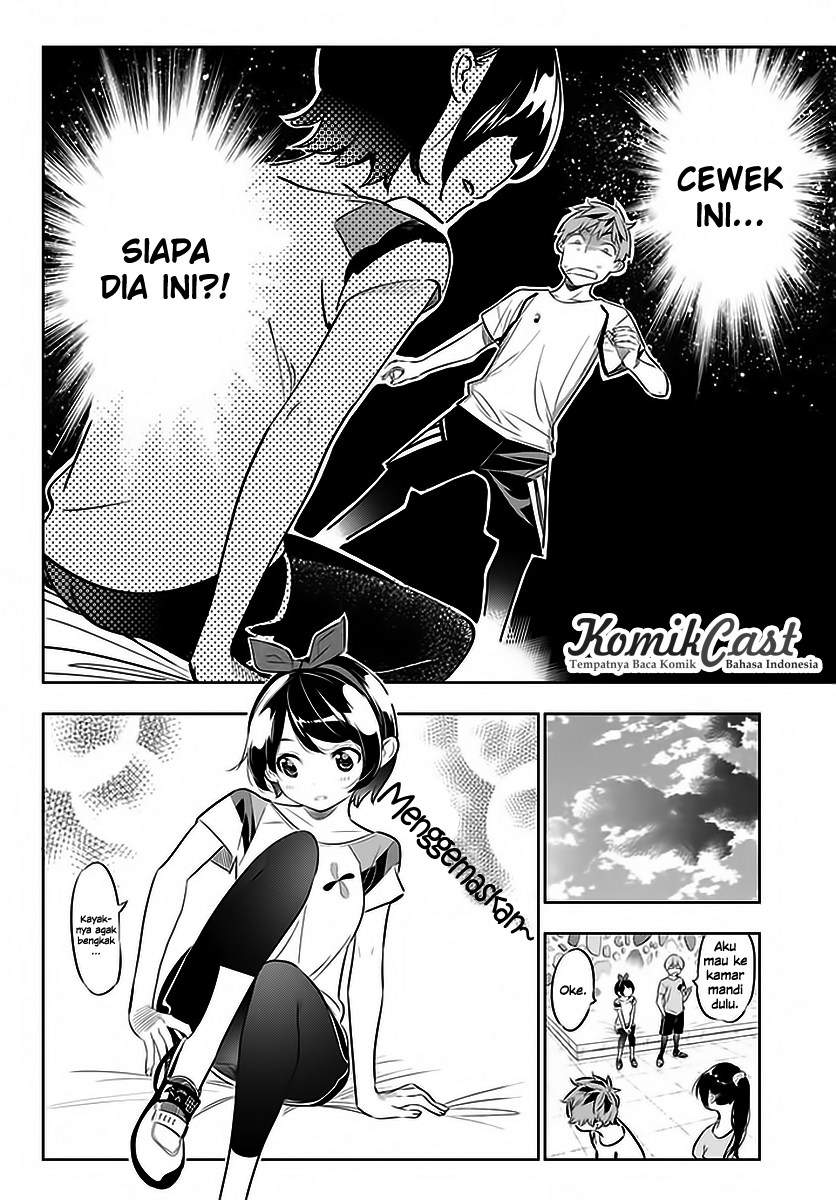 CEWEK
INI...
SIAPA
DIA INI?!
KomikCast
Tempatnya Baca Komik Bahasa Indonesia
Menggemaskan~
Kayak-
nya agak
bengkak
...
Aku
mau ke
kamar
mandi
dulu.
Oke.